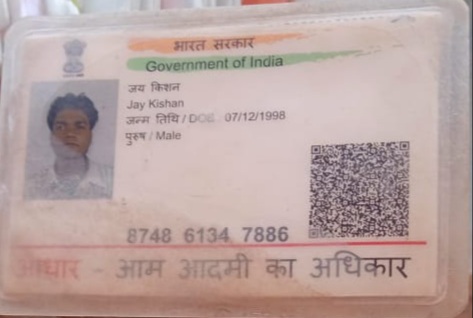 भारत सरकार
Government of India
जय किशन
Jay Kishan
जन्म तिथि / DOB 07/12/1998
पुरुष / Male
8748 6134 7886
आधार - आम आदमी का अधिकार